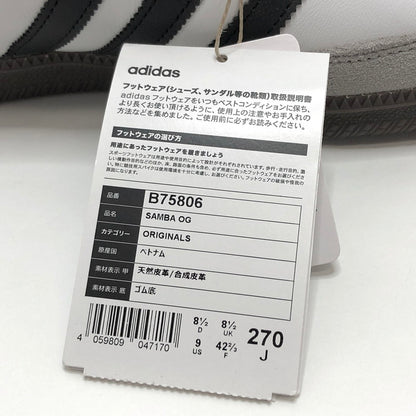 adidas
フットウェア(シューズ、サンダル等の靴類)取扱説明書
adidas フットウェアをいつもベストコンディションに保ち、
より長くお使い頂けるように、使用上の注意やお手入れの
方法などを集めました。ご使用前に必ずお読みください。
フットウェアの選び方
用途にあったフットウェアを履きましょう
品番 B75806
品名 SAMBA OG
カテゴリー ORIGINALS
原産国 ベトナム
素材表示 甲 天然皮革/合成皮革
素材表示 底 ゴム底
8½ D 8½ UK 270 J
9 US 42⅔ F
4 059809 047170